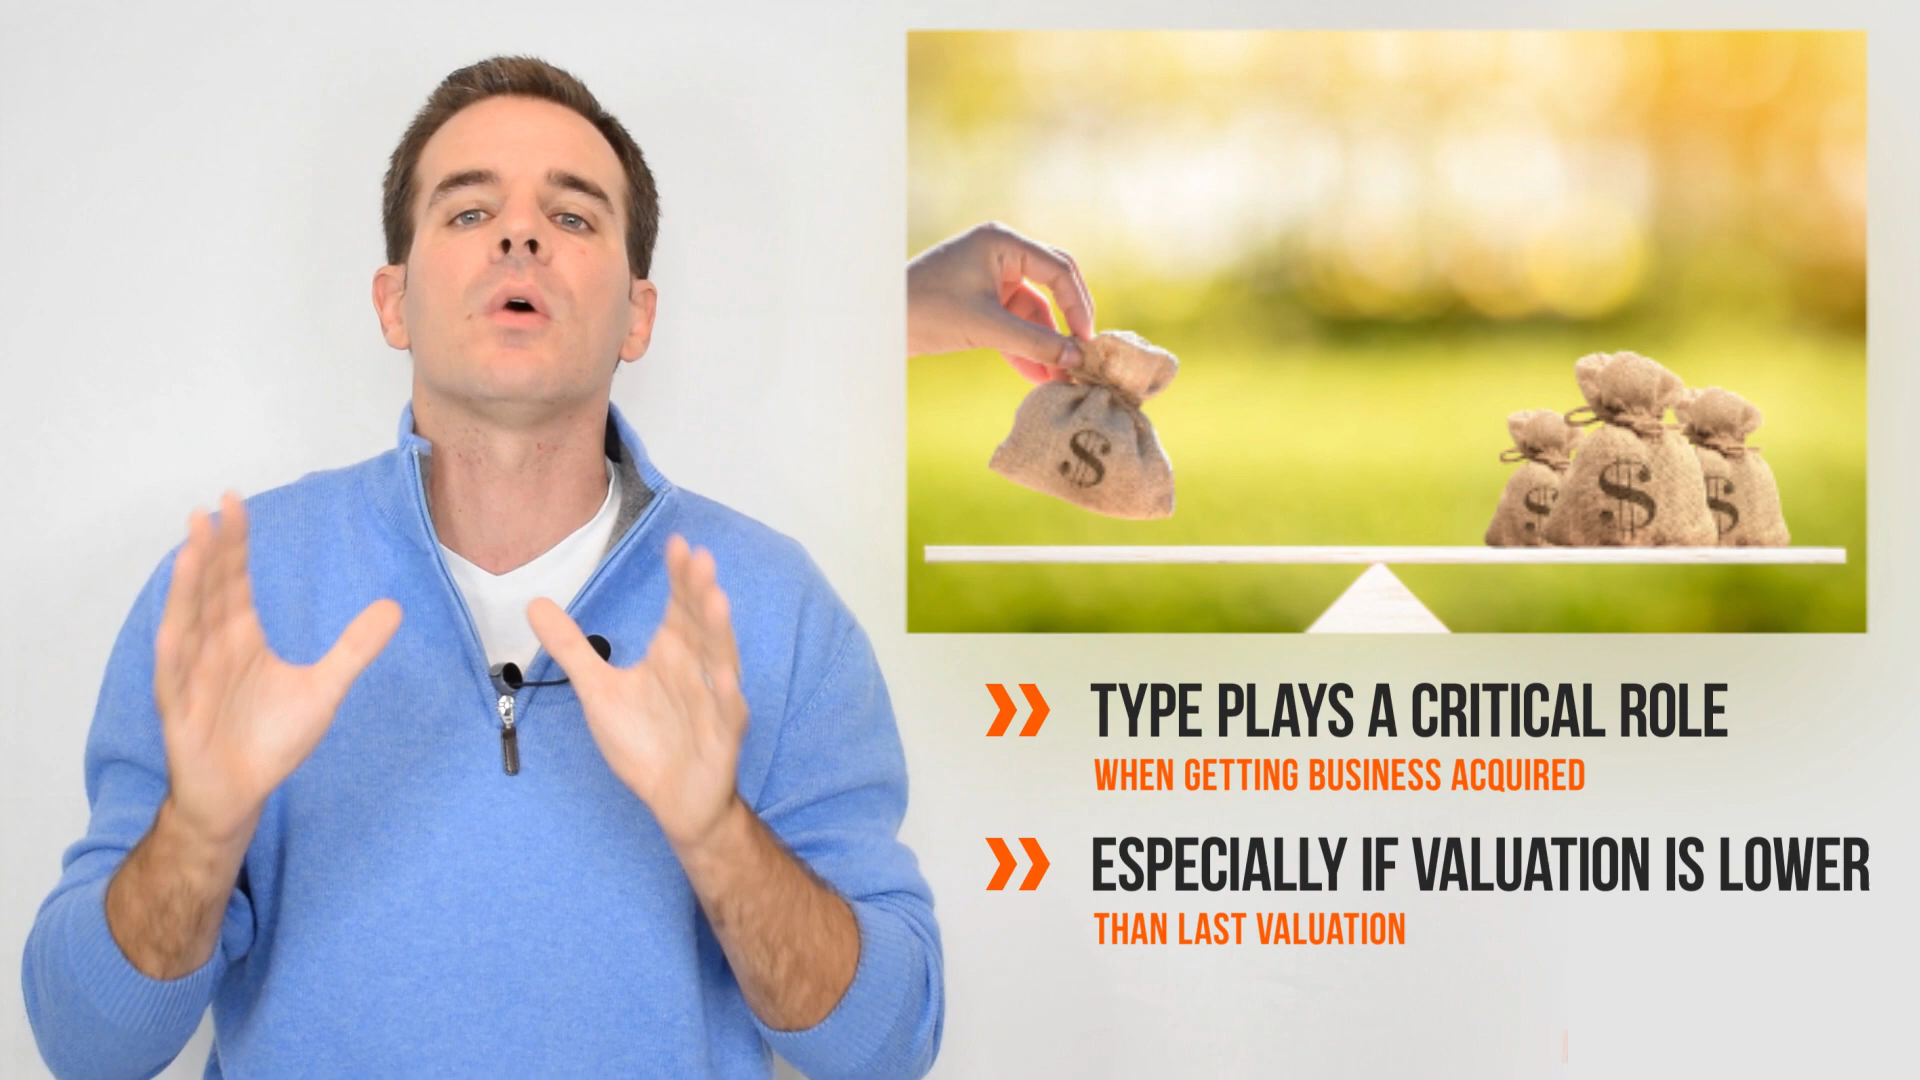 $
$ $ $
TYPE PLAYS A CRITICAL ROLE
WHEN GETTING BUSINESS ACQUIRED
ESPECIALLY IF VALUATION IS LOWER
THAN LAST VALUATION